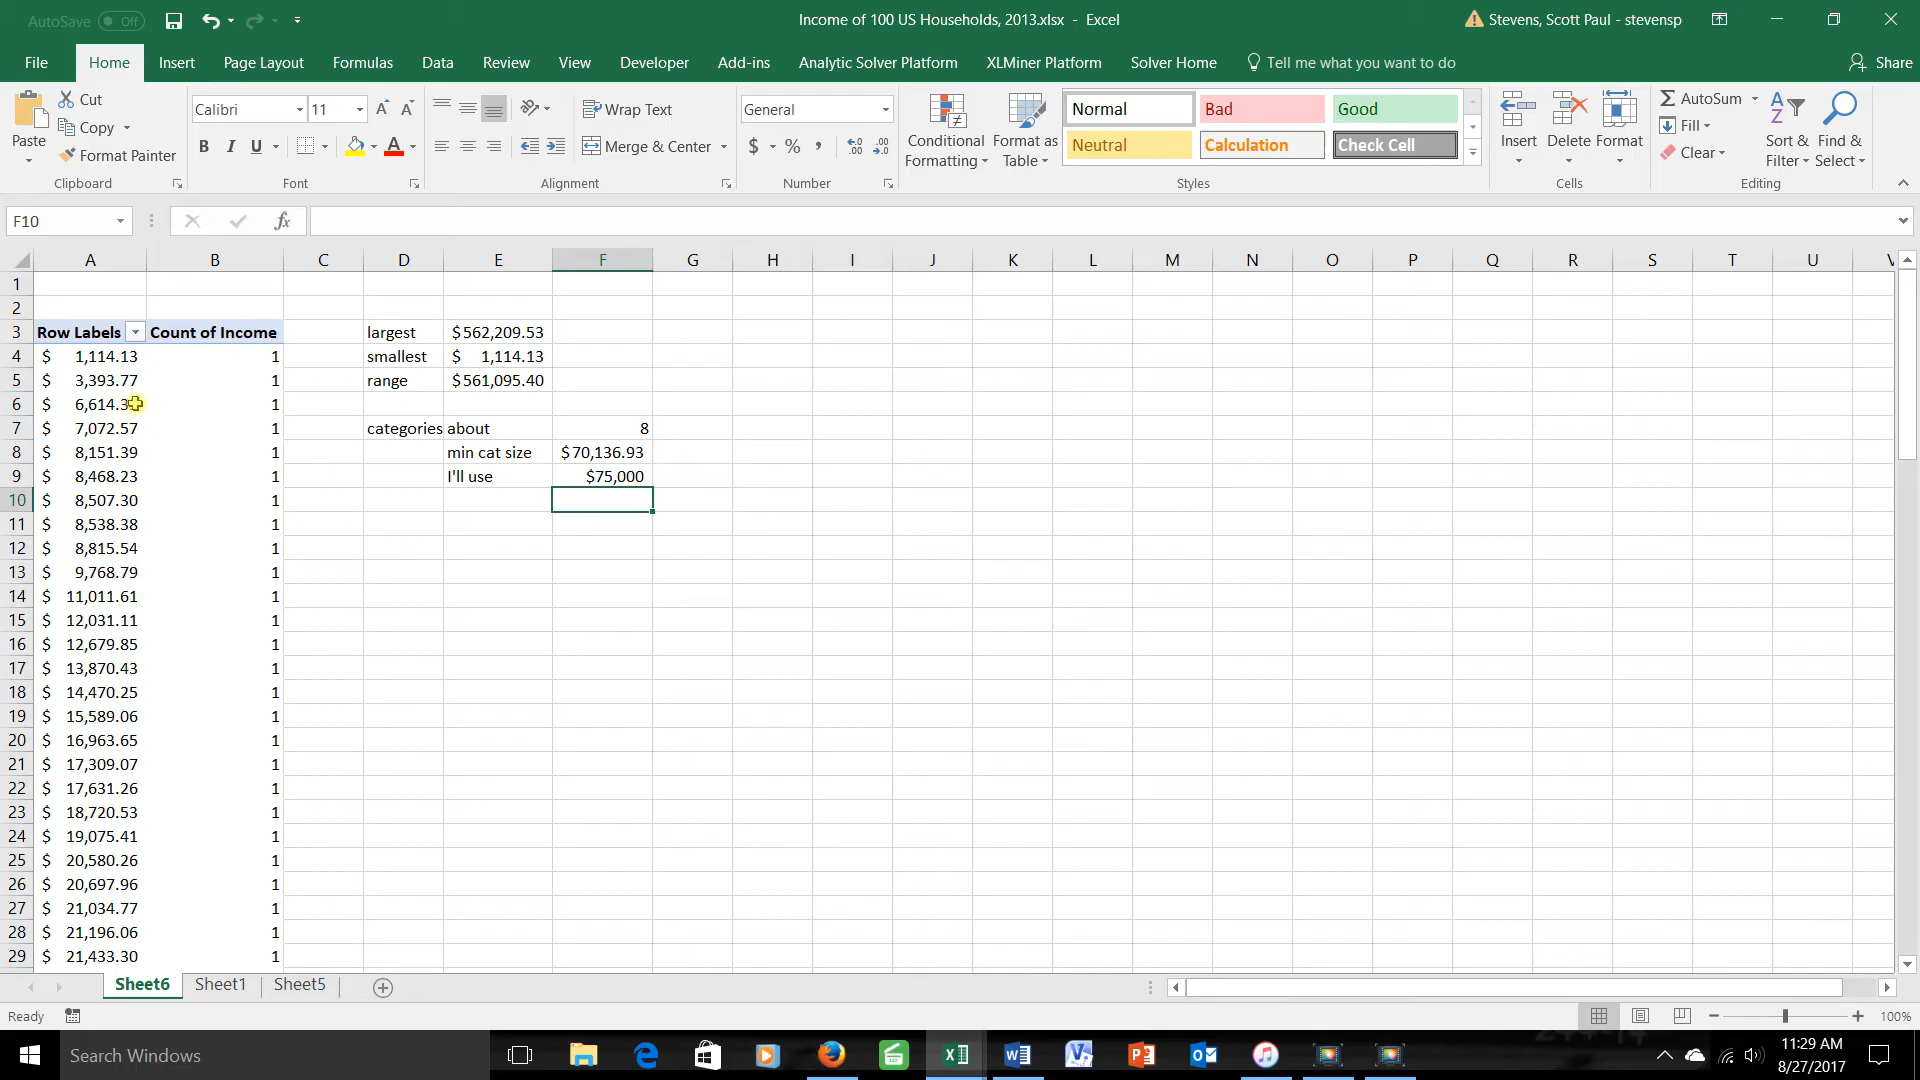 AutoSave Off Income of 100 US Households, 2013.xlsx - Excel Stevens, Scott Paul - stevensp
File Home Insert Page Layout Formulas Data Review View Developer Add-ins Analytic Solver Platform XLMiner Platform Solver Home Tell me what you want to do Share
Paste Cut Copy Format Painter Clipboard
Calibri 11 B I U A Font
Wrap Text Merge & Center Alignment
General $ % , Number
Conditional Formatting Format as Table
Normal Bad Good
Neutral Calculation Check Cell
Styles
Insert Delete Format Cells
AutoSum Fill Clear Sort & Filter Find & Select Editing
F10 fx
A B C D E F G H I J K L M N O P Q R S T U V
1
2
3 Row Labels Count of Income largest $562,209.53
4 $ 1,114.13 1 smallest $ 1,114.13
5 $ 3,393.77 1 range $561,095.40
6 $ 1
7 $ 7,072.57 1 categories about 8
8 $ 8,151.39 1 min cat size $70,136.93
9 $ 8,468.23 1 I'll use $75,000
10 $ 8,507.30 1
11 $ 8,538.38 1
12 $ 8,815.54 1
13 $ 9,768.79 1
14 $ 11,011.61 1
15 $ 12,031.11 1
16 $ 12,679.85 1
17 $ 13,870.43 1
18 $ 14,470.25 1
19 $ 15,589.06 1
20 $ 16,963.65 1
21 $ 17,309.07 1
22 $ 17,631.26 1
23 $ 18,720.53 1
24 $ 19,075.41 1
25 $ 20,580.26 1
26 $ 20,697.96 1
27 $ 21,034.77 1
28 $ 21,196.06 1
29 $ 21,433.30 1
Sheet6 Sheet1 Sheet5
Ready 100%
Search Windows 11:29 AM
8/27/2017